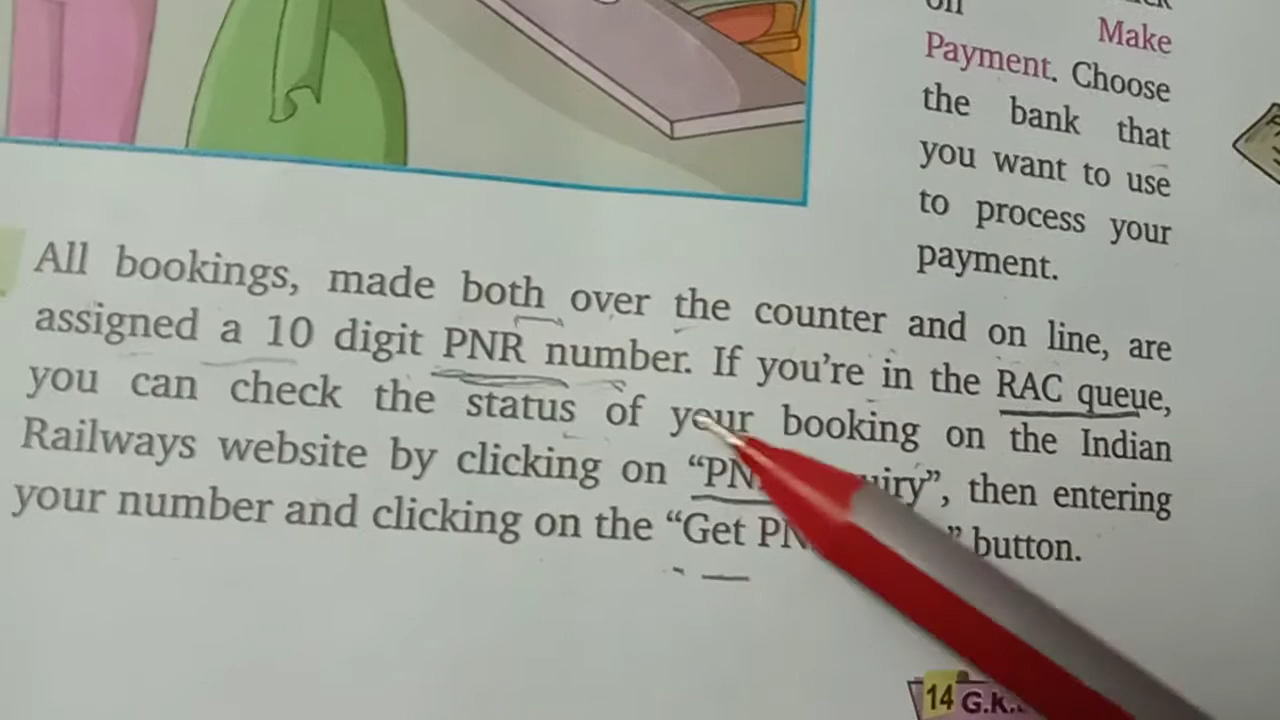 Make
Payment. Choose
the bank that
you want to use
to process your
payment.
All bookings, made both over the counter and on line, are
assigned a 10 digit PNR number. If you're in the RAC queue,
you can check the status of your booking on the Indian
Railways website by clicking on "PN uiry", then entering
your number and clicking on the "Get PN " button.
14 G.K.